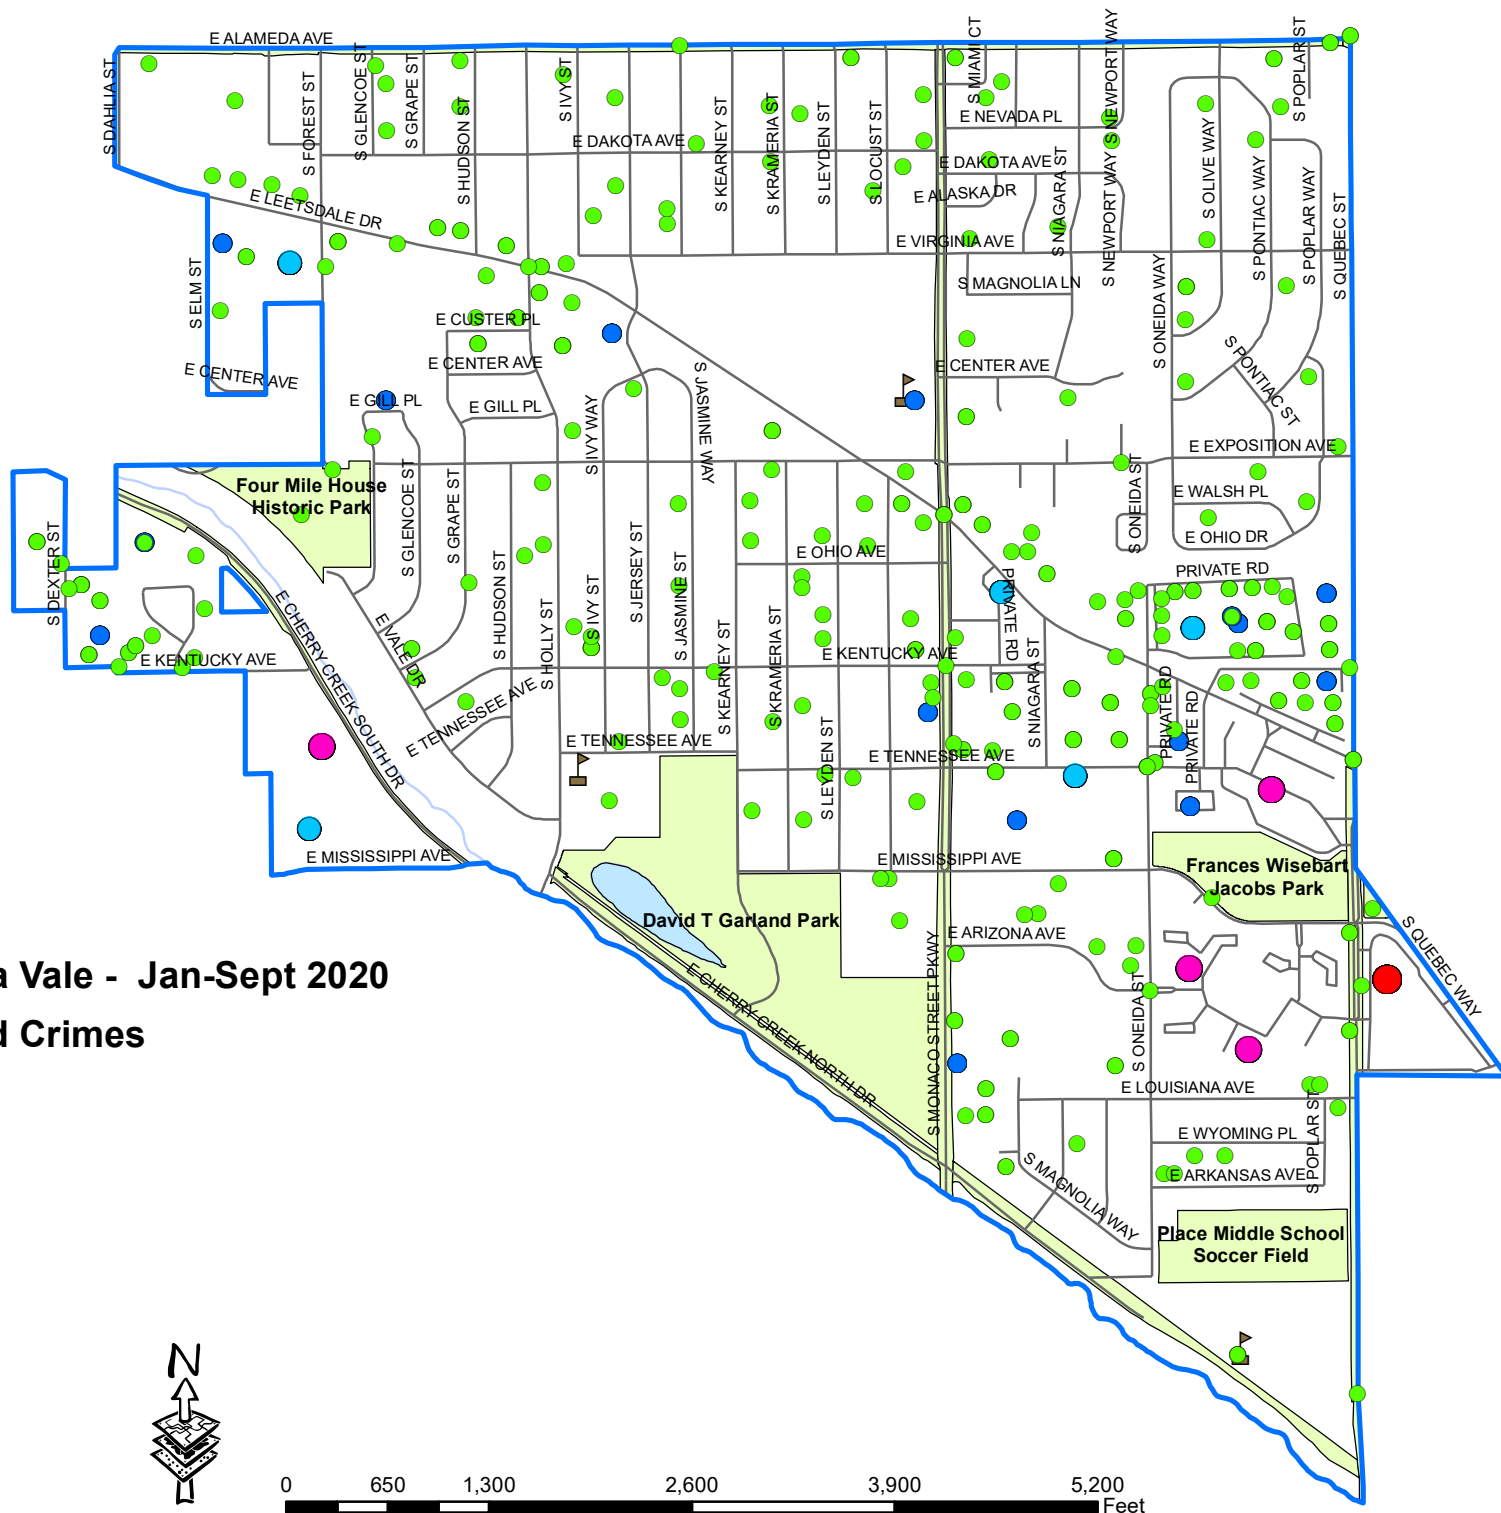 E ALAMEDA AVE
S DAHLIA ST
S FOREST ST
S GLENCOE ST
S GRAPE ST
S HUDSON ST
S IVY ST
E DAKOTA AVE
S KEARNEY ST
S KRAMERIA ST
S LEYDEN ST
S LOCUST ST
S MIAMI CT
E NEVADA PL
S NEWPORT WAY
S POPLAR ST
E DAKOTA AVE
E ALASKA DR
S NIAGARA ST
S NEWPORT WAY
S OLIVE WAY
S PONTIAC WAY
S POPLAR WAY
S QUEBEC ST
E LEETSDALE DR
E VIRGINIA AVE
S MAGNOLIA LN
S ELM ST
E CUSTER PL
E CENTER AVE
E CENTER AVE
E GILL PL
E GILL PL
S IVY WAY
S JASMINE WAY
E CENTER AVE
S ONEIDA WAY
S PONTIAC ST
E EXPOSITION AVE
Four Mile House
Historic Park
S GLENCOE ST
S GRAPE ST
E WALSH PL
S ONEIDA ST
E OHIO DR
E OHIO AVE
S DEXTER ST
S HUDSON ST
S HOLLY ST
S IVY ST
S JERSEY ST
S JASMINE ST
S KEARNEY ST
S KRAMERIA ST
PRIVATE RD
PRIVATE RD
E CHERRY CREEK SOUTH DR
E VALE DR
E KENTUCKY AVE
E KENTUCKY AVE
S NIAGARA ST
PRIVATE RD
PRIVATE RD
E TENNESSEE AVE
E TENNESSEE AVE
E TENNESSEE AVE
S LEYDEN ST
E MISSISSIPPI AVE
E MISSISSIPPI AVE
Frances Wisebart
Jacobs Park
David T Garland Park
E ARIZONA AVE
S QUEBEC WAY
a Vale - Jan-Sept 2020
d Crimes
E CHERRY CREEK NORTH DR
S MONACO STREET PKWY
S ONEIDA ST
E LOUISIANA AVE
E WYOMING PL
S POPLAR ST
E ARKANSAS AVE
S MAGNOLIA WAY
Place Middle School
Soccer Field
N
0 650 1,300 2,600 3,900 5,200
Feet